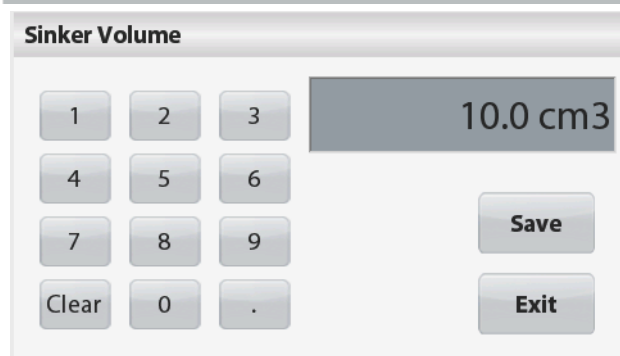 Sinker Volume
10.0 cm3
1 2 3
4 5 6
7 8 9
Clear 0 .
Save
Exit